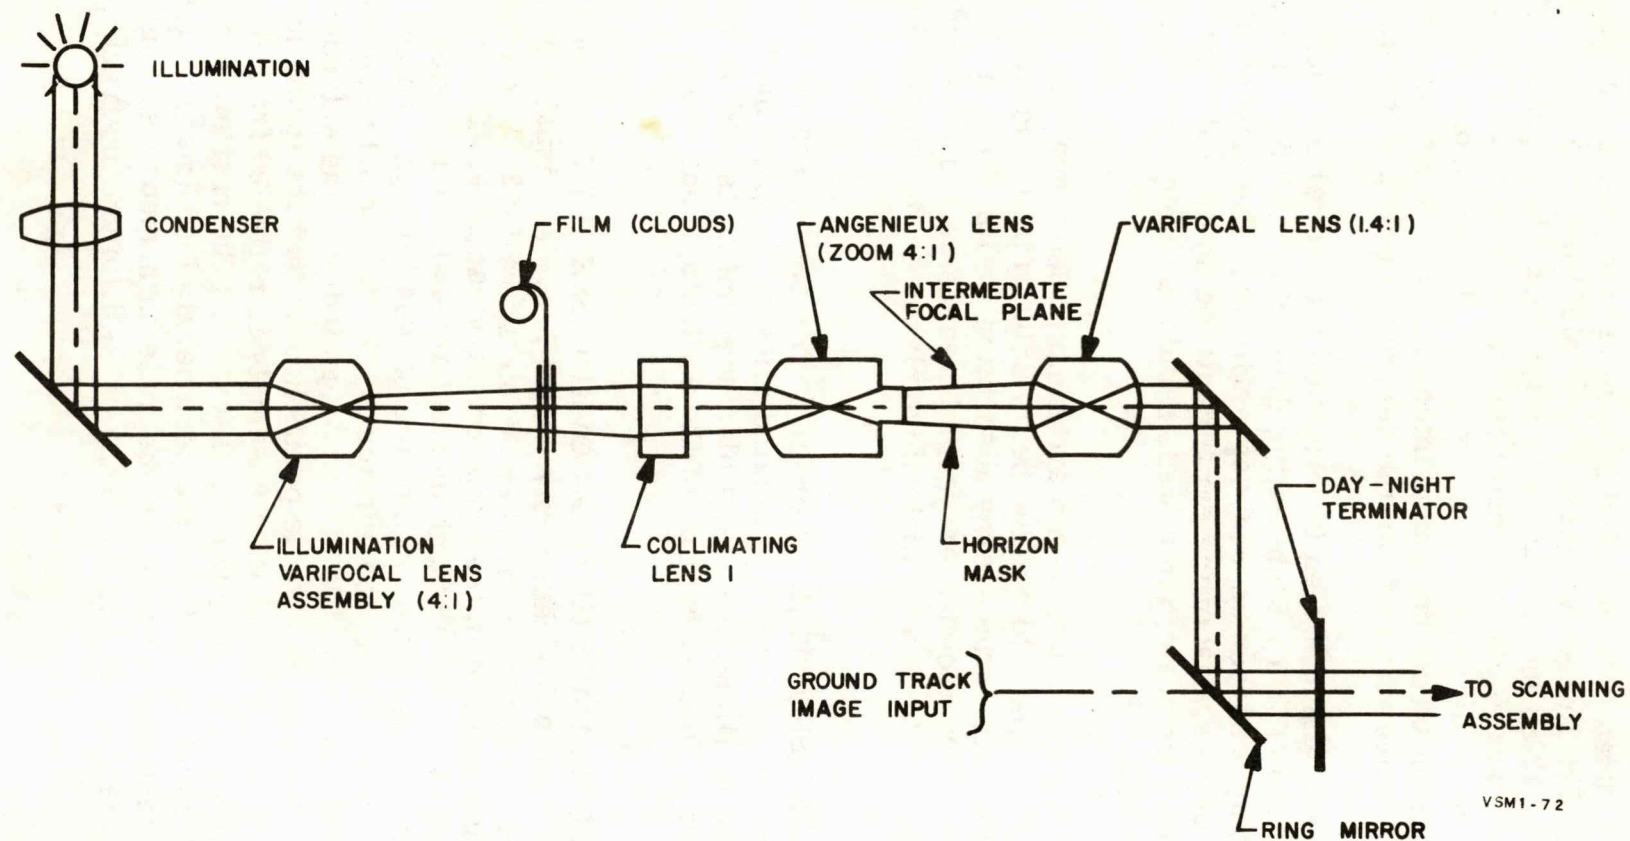 ILLUMINATION
CONDENSER
FILM (CLOUDS)
ANGENIEUX LENS
(ZOOM 4:1)
VARIFOCAL LENS (1.4:1)
INTERMEDIATE
FOCAL PLANE
ILLUMINATION
VARIFOCAL LENS
ASSEMBLY (4:1)
COLLIMATING
LENS 1
HORIZON
MASK
DAY-NIGHT
TERMINATOR
GROUND TRACK
IMAGE INPUT
TO SCANNING
ASSEMBLY
VSM1-72
RING MIRROR